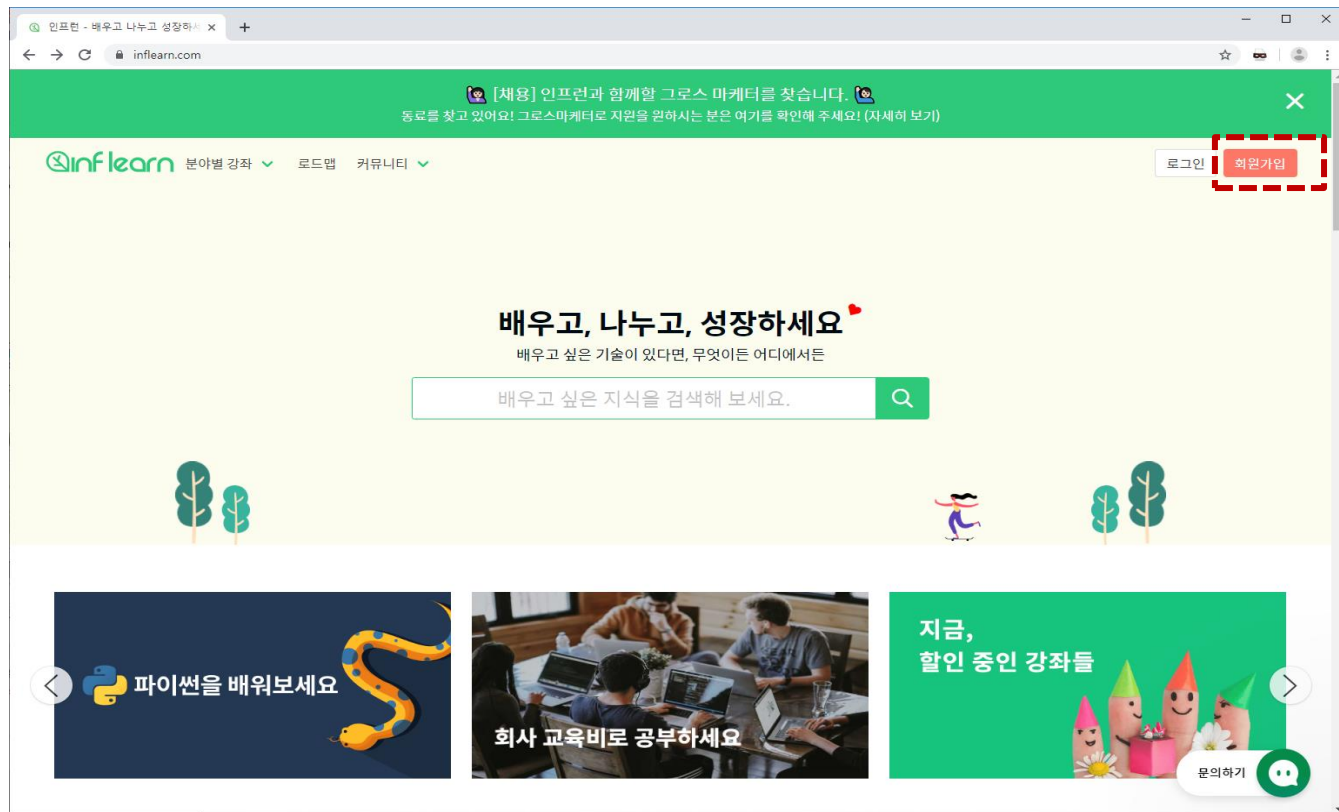 인프런 - 배우고 나누고 성장하
inflearn.com
[채용] 인프런과 함께할 그로스 마케터를 찾습니다.
동료를 찾고 있어요! 그로스마케터로 지원을 원하시는 분은 여기를 확인해 주세요! (자세히 보기)
inflearn 분야별 강좌 로드맵 커뮤니티 로그인 회원가입
배우고, 나누고, 성장하세요
배우고 싶은 기술이 있다면, 무엇이든 어디에서든
배우고 싶은 지식을 검색해 보세요.
파이썬을 배워보세요
회사 교육비로 공부하세요
지금,
할인 중인 강좌들
문의하기